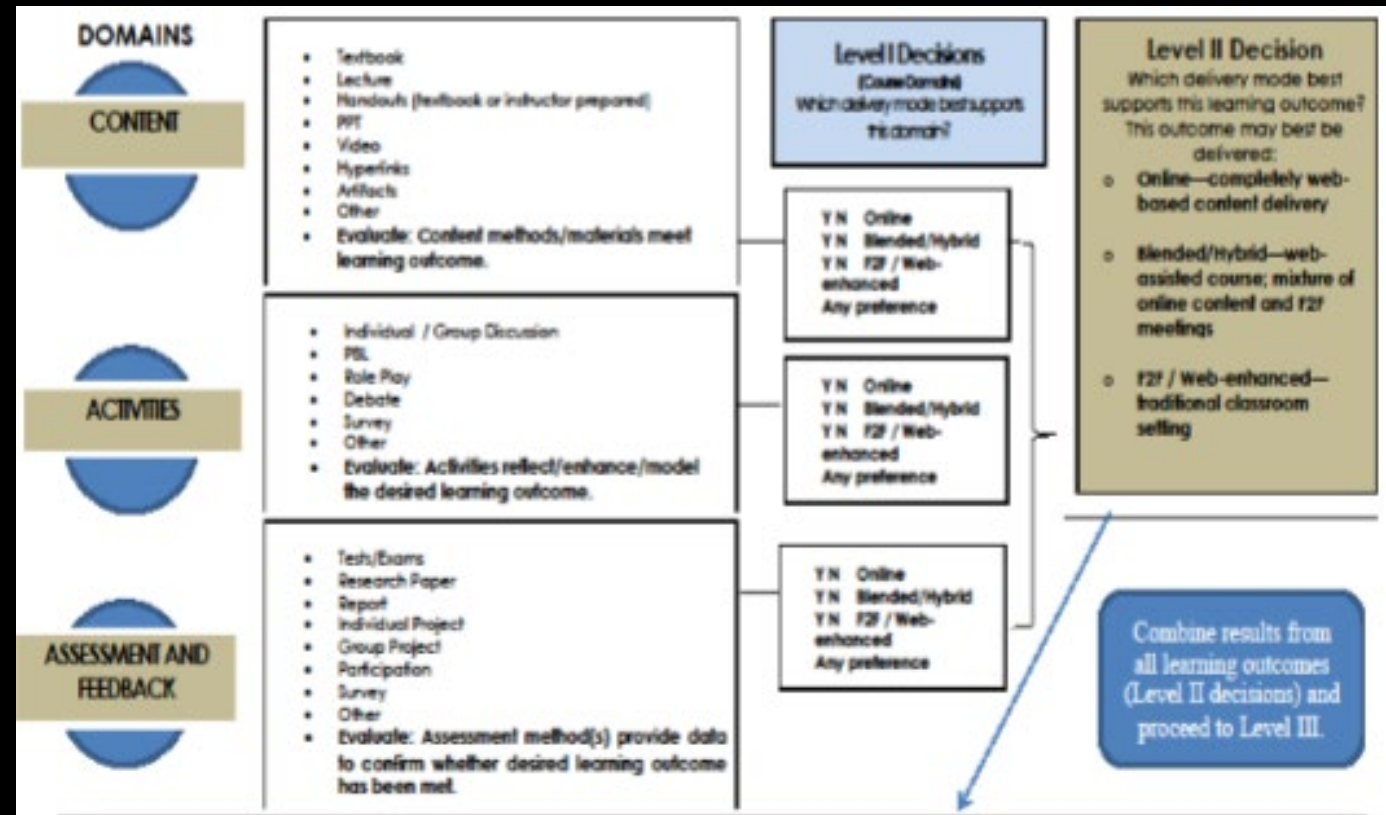 DOMAINS
CONTENT
• Textbook
• Lecture
• Handouts (textbook or instructor prepared)
• PPT
• Video
• Hyperlinks
• Artifacts
• Other
• Evaluate: Content methods/materials meet
learning outcome.
Level I Decisions
(Course Domains)
Which delivery mode best supports
this domain?
Y N Online
Y N Blended/Hybrid
Y N F2F / Web-
enhanced
Any preference
Level II Decision
Which delivery mode best
supports this learning outcome?
This outcome may best be
delivered:
o Online—completely web-
based content delivery
o Blended/Hybrid—web-
assisted course; mixture of
online content and F2F
meetings
o F2F / Web-enhanced—
traditional classroom
setting
ACTIVITIES
• Individual / Group Discussion
• PBL
• Role Play
• Debate
• Survey
• Other
• Evaluate: Activities reflect/enhance/model
the desired learning outcome.
Y N Online
Y N Blended/Hybrid
Y N F2F / Web-
enhanced
Any preference
ASSESSMENT AND
FEEDBACK
• Tests/Exams
• Research Paper
• Report
• Individual Project
• Group Project
• Participation
• Survey
• Other
• Evaluate: Assessment method(s) provide data
to confirm whether desired learning outcome
has been met.
Y N Online
Y N Blended/Hybrid
Y N F2F / Web-
enhanced
Any preference
Combine results from
all learning outcomes
(Level II decisions) and
proceed to Level III.